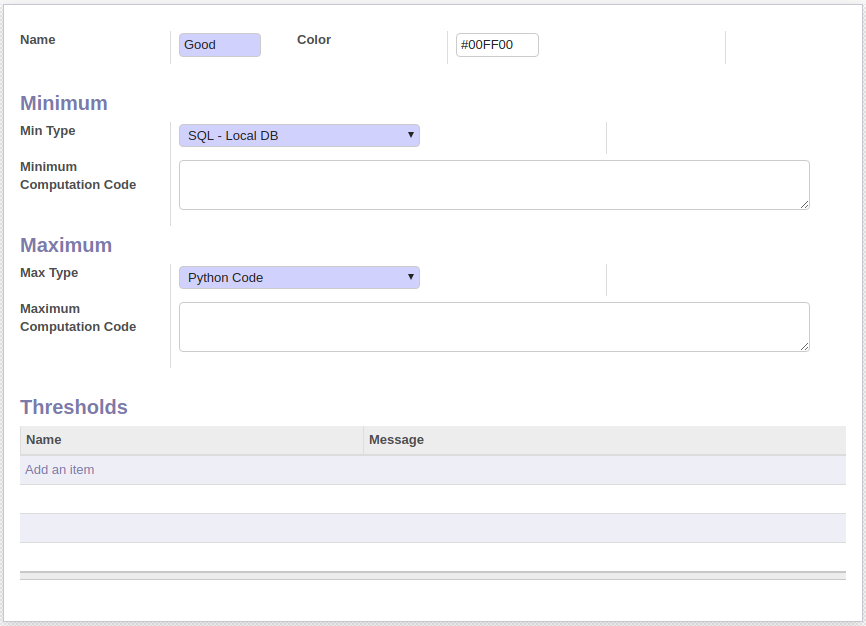 Name
Good
Color
#00FF00
Minimum
Min Type
SQL - Local DB
Minimum
Computation Code
Maximum
Max Type
Python Code
Maximum
Computation Code
Thresholds
Name
Message
Add an item